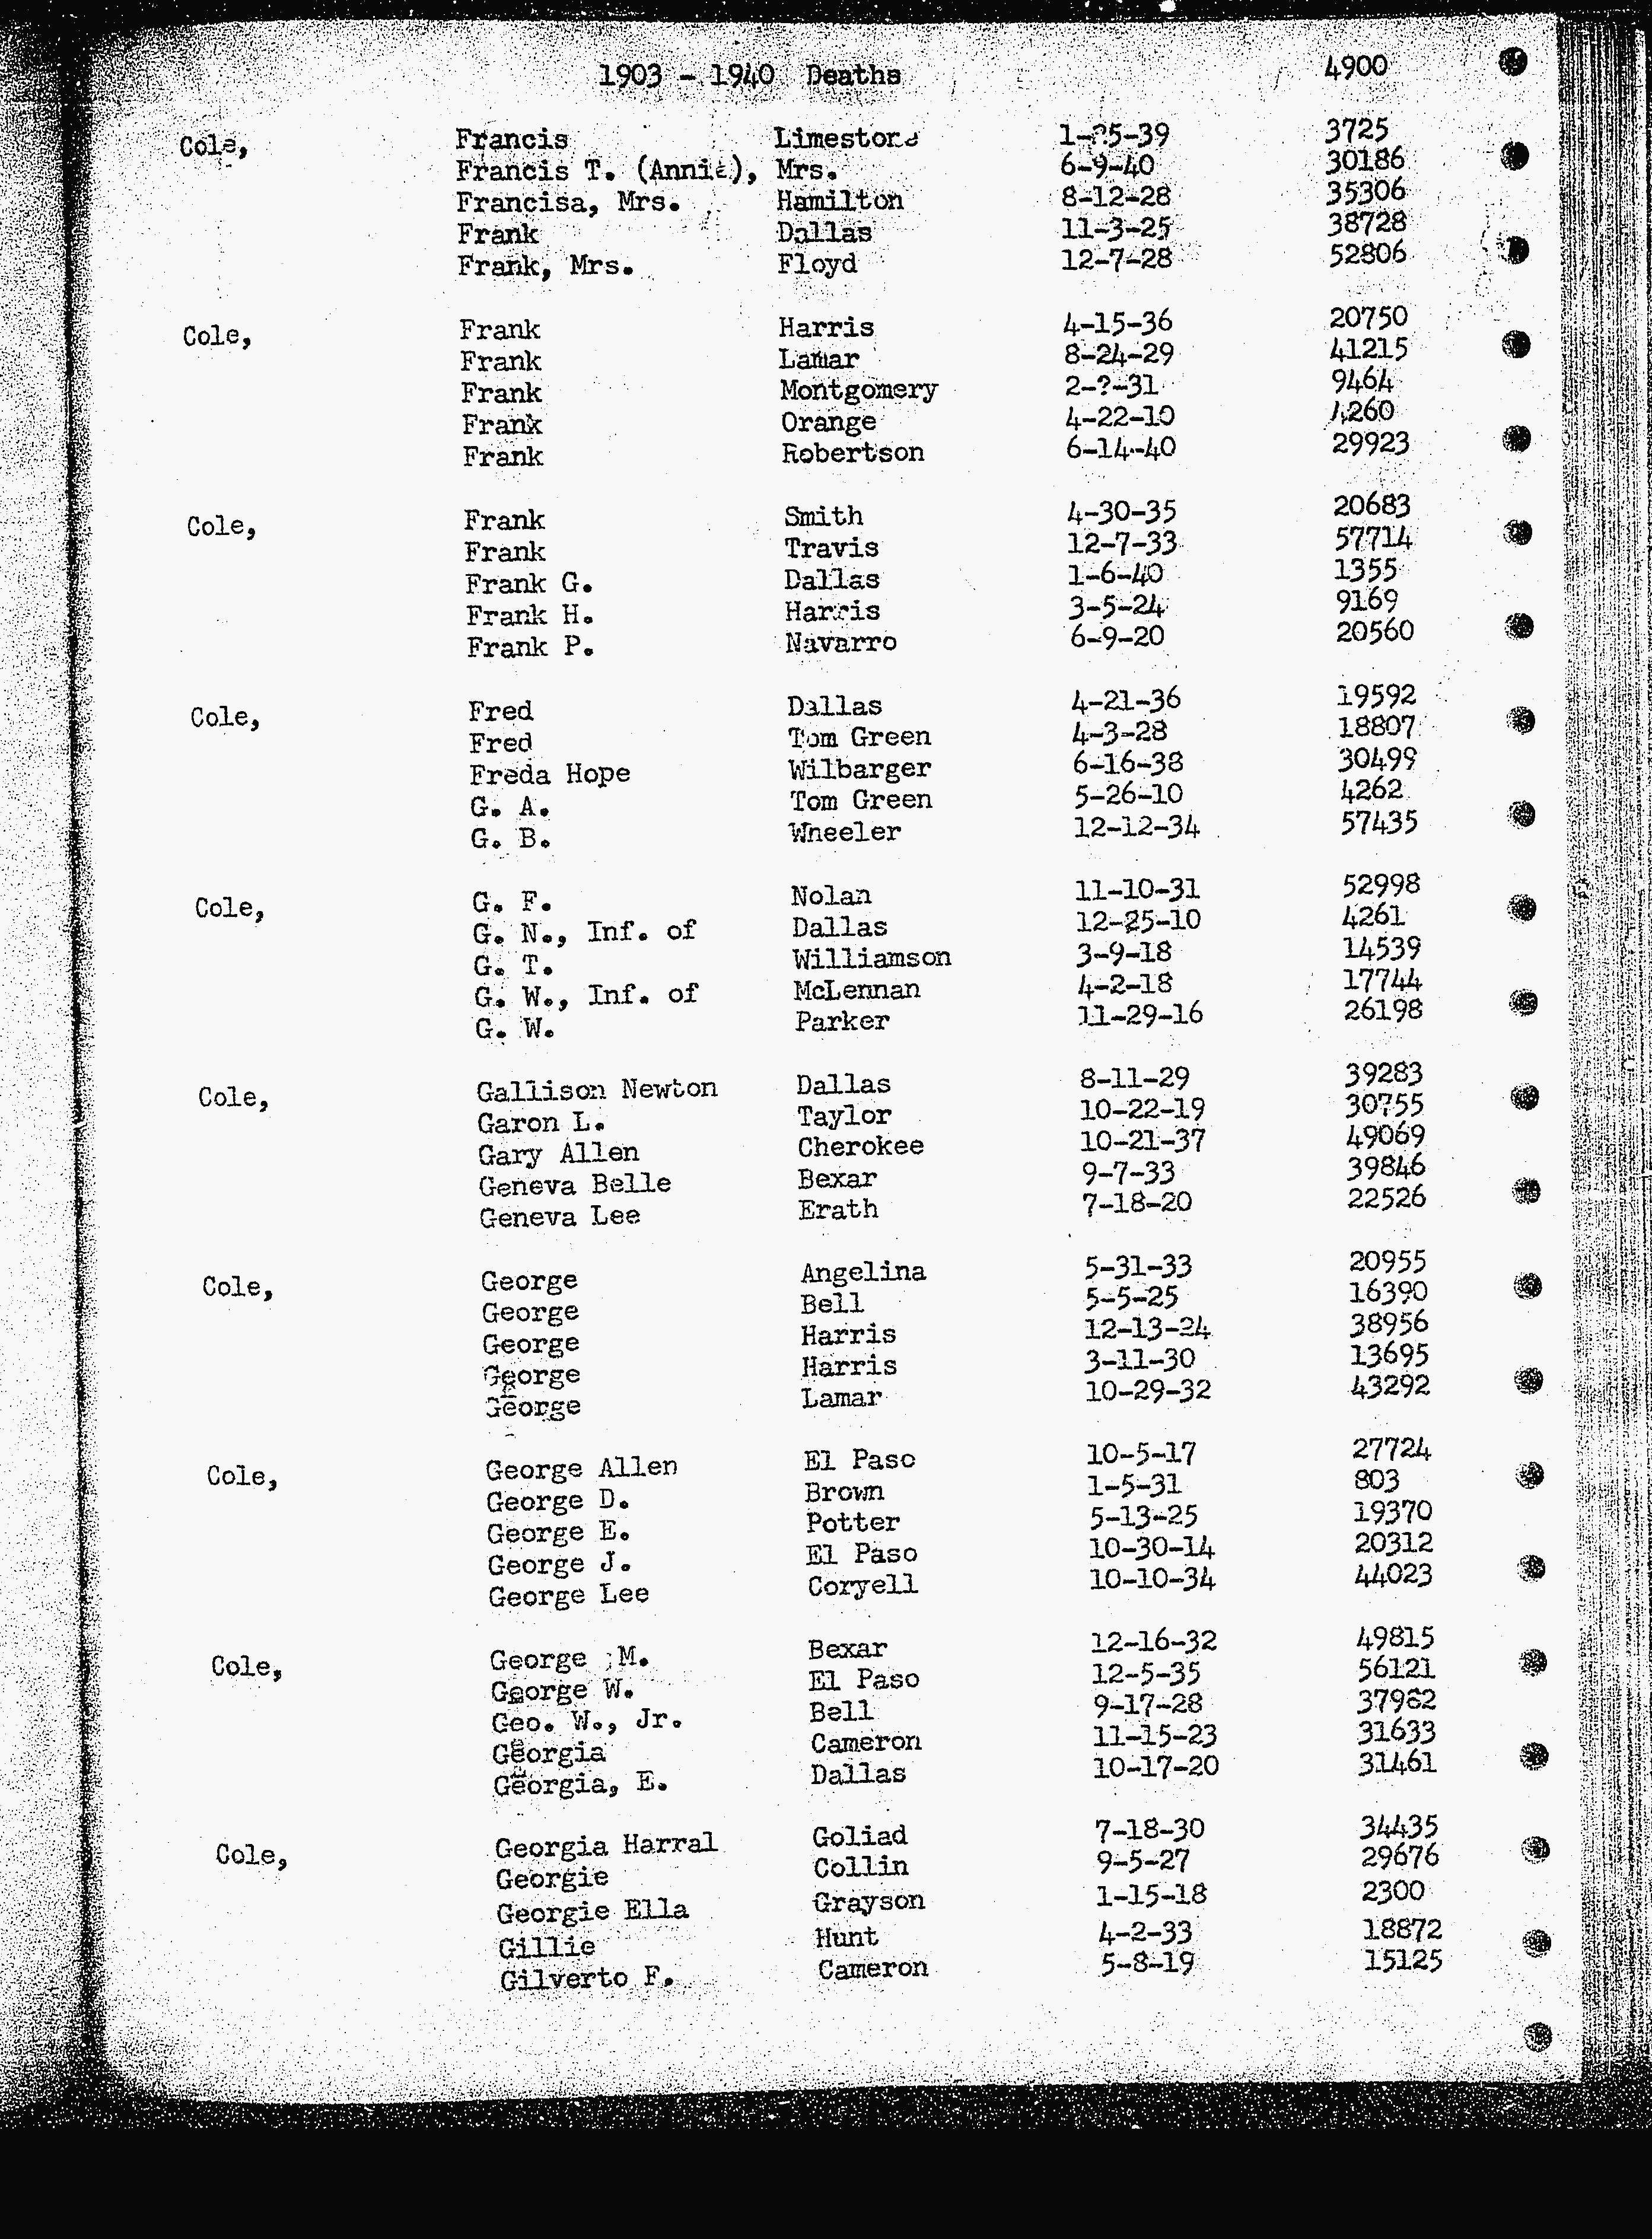 1903 - 1940 Deaths 4900
Cole, Francis Limestone 3725
Francis T. (Annie), Mrs. 6-9-40 30186
Francisa, Mrs. Hamilton 8-12-28 35306
Frank Dallas 11-3-25 38728
Frank, Mrs. Floyd 12-7-28 52806
Cole, Frank Harris 4-15-36 20750
Frank Lamar 8-24-29 41215
Frank Montgomery 2-?-31 9464
Frank Orange 4-22-10 4260
Frank Robertson 6-14-40 29923
Cole, Frank Smith 4-30-35 20683
Frank Travis 12-7-33 57714
Frank G. Dallas 1-6-40 1355
Frank H. Harris 3-5-24 9169
Frank P. Navarro 6-9-20 20560
Cole, Fred Dallas 4-21-36 19592
Fred Tom Green 4-3-28 18807
Freda Hope Wilbarger 6-16-38 30499
G. A. Tom Green 5-26-10 4262
G. B. Wheeler 12-12-34 57435
Cole, G. F. Nolan 11-10-31 52998
G. N., Inf. of Dallas 12-25-10 4261
G. T. Williamson 3-9-18 14539
G. W., Inf. of McLennan 4-2-18 17744
G. W. Parker 11-29-16 26198
Cole, Gallison Newton Dallas 8-11-29 39283
Garon L. Taylor 10-22-19 30755
Gary Allen Cherokee 10-21-37 49069
Geneva Belle Bexar 9-7-33 39846
Geneva Lee Erath 7-18-20 22526
Cole, George Angelina 5-31-33 20955
George Bell 5-5-25 16390
George Harris 12-13-24 38956
George Harris 3-11-30 13695
George Lamar 10-29-32 43292
Cole, George Allen El Paso 10-5-17 27724
George D. Brown 1-5-31 803
George E. Potter 5-13-25 19370
George J. El Paso 10-30-14 20312
George Lee Coryell 10-10-34 44023
Cole, George M. Bexar 12-16-32 49815
George W. El Paso 12-5-35 56121
Geo. W., Jr. Bell 9-17-28 37982
Georgia Cameron 11-15-23 31633
Georgia, E. Dallas 10-17-20 31461
Cole, Georgia Harral Goliad 7-18-30 34435
Georgie Collin 9-5-27 29676
Georgie Ella Grayson 1-15-18 2300
Gillie Hunt 4-2-33 18872
Gilverto F. Cameron 5-8-19 15125